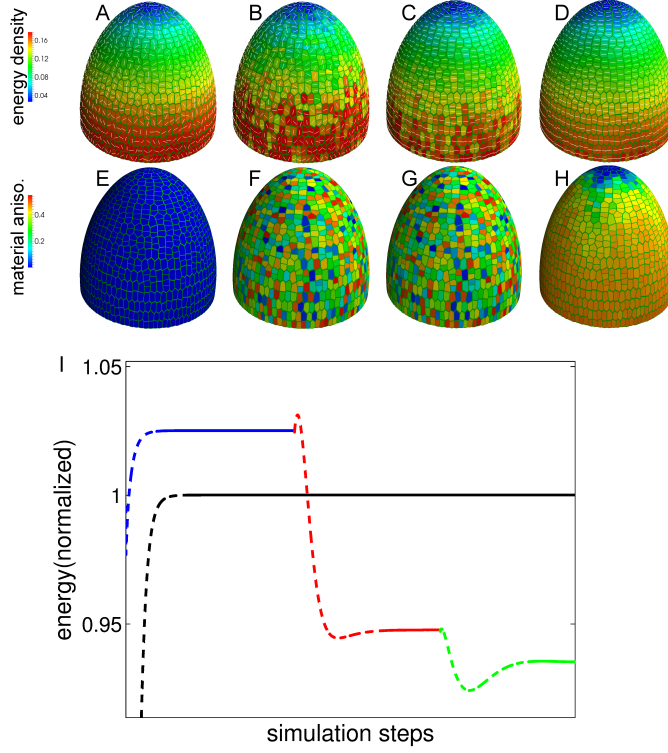 A B C D
energy density
0.16
0.12
0.08
0.04
E F G H
material aniso.
0.4
0.2
I
1.05
1
0.95
energy(normalized)
simulation steps